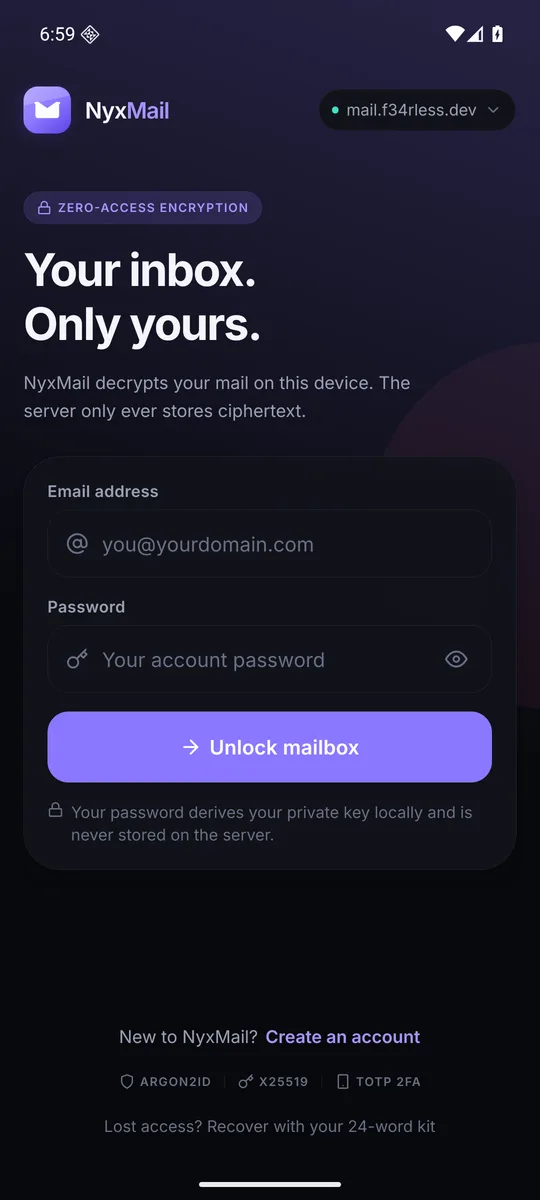 6:59
NyxMail
mail.f34rless.dev
ZERO-ACCESS ENCRYPTION
Your inbox.
Only yours.
NyxMail decrypts your mail on this device. The
server only ever stores ciphertext.
Email address
you@yourdomain.com
Password
Your account password
Unlock mailbox
Your password derives your private key locally and is
never stored on the server.
New to NyxMail? Create an account
ARGON2ID X25519 TOTP 2FA
Lost access? Recover with your 24-word kit